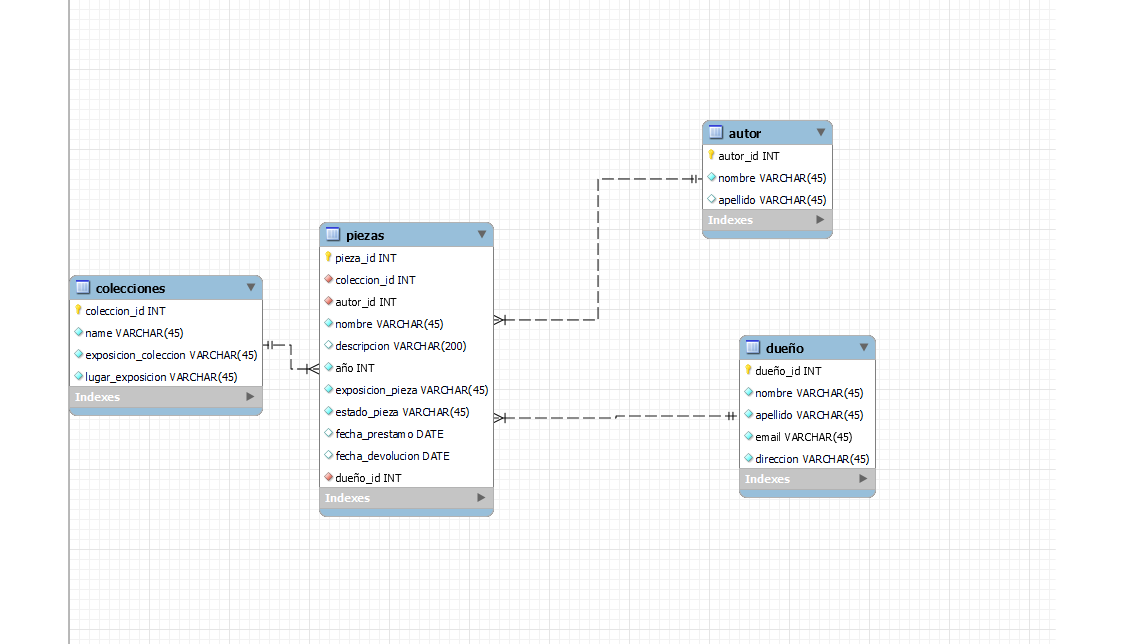 colecciones
coleccion_id INT
name VARCHAR(45)
exposicion_coleccion VARCHAR(45)
lugar_exposicion VARCHAR(45)
Indexes
piezas
pieza_id INT
coleccion_id INT
autor_id INT
nombre VARCHAR(45)
descripcion VARCHAR(200)
año INT
exposicion_pieza VARCHAR(45)
estado_pieza VARCHAR(45)
fecha_prestamo DATE
fecha_devolucion DATE
dueño_id INT
Indexes
autor
autor_id INT
nombre VARCHAR(45)
apellido VARCHAR(45)
Indexes
dueño
dueño_id INT
nombre VARCHAR(45)
apellido VARCHAR(45)
email VARCHAR(45)
direccion VARCHAR(45)
Indexes